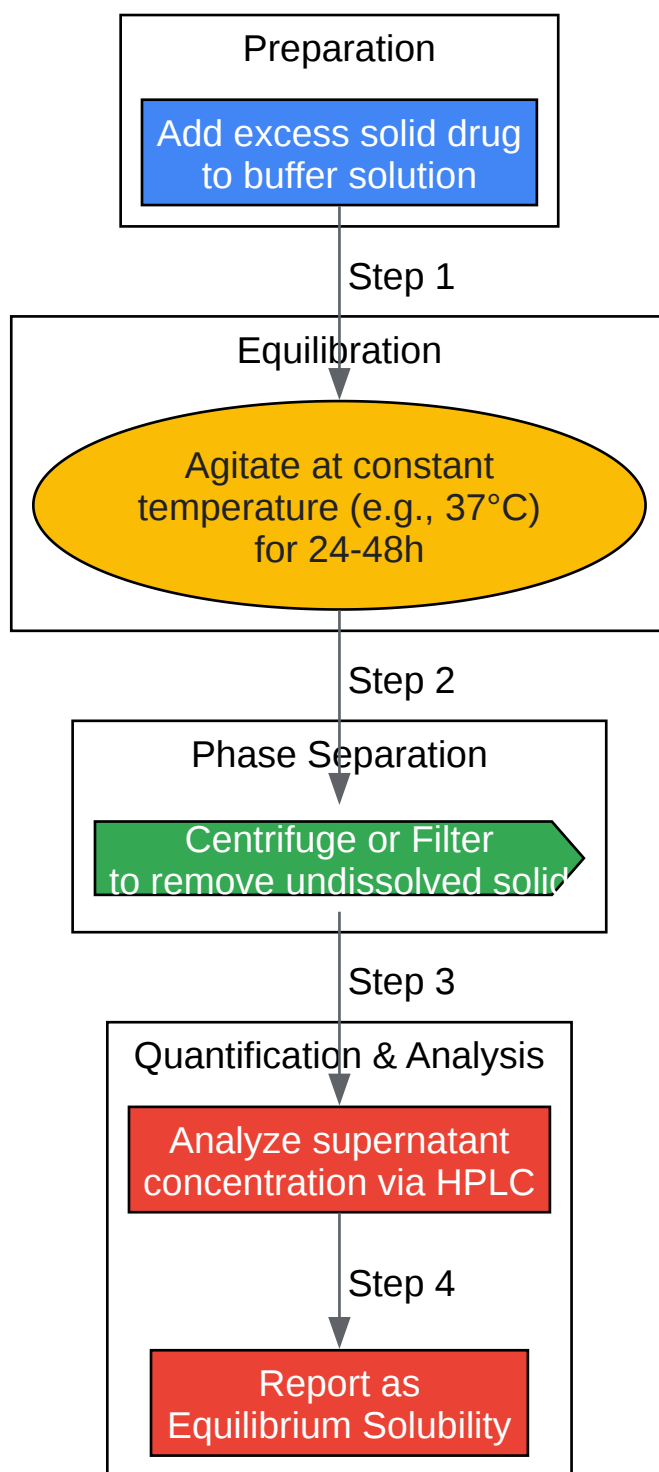 Preparation
Add excess solid drug
to buffer solution
Step 1
Equilibration
Agitate at constant
temperature (e.g., 37°C)
for 24-48h
Step 2
Phase Separation
Centrifuge or Filter
to remove undissolved solid
Step 3
Quantification & Analysis
Analyze supernatant
concentration via HPLC
Step 4
Report as
Equilibrium Solubility